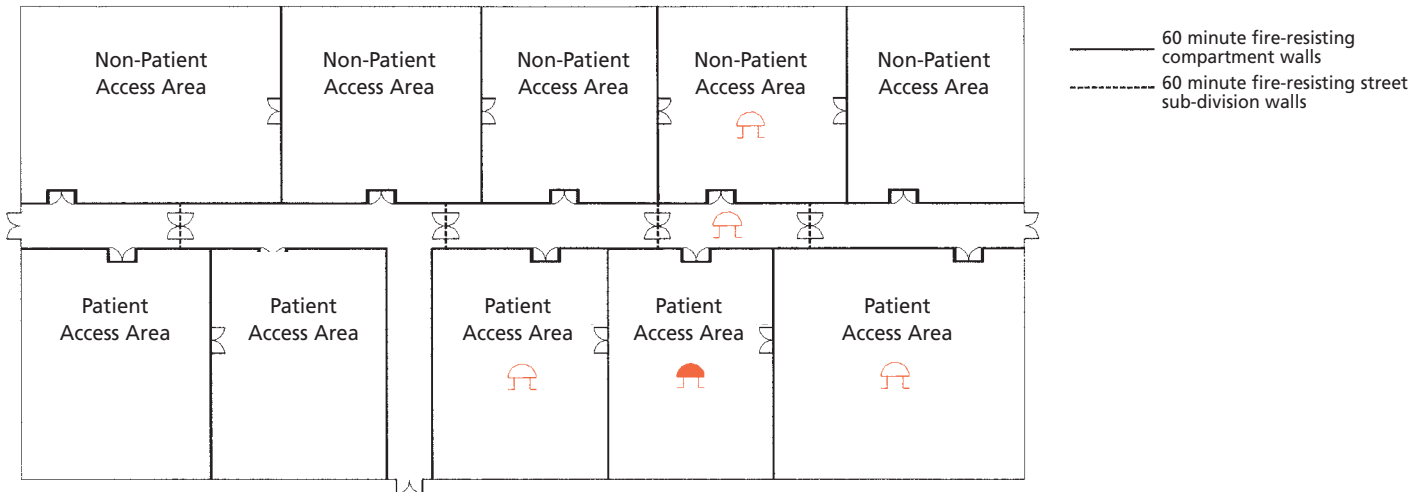 Non-Patient
Access Area
Non-Patient
Access Area
Non-Patient
Access Area
Non-Patient
Access Area
Non-Patient
Access Area
60 minute fire-resisting
compartment walls
60 minute fire-resisting street
sub-division walls
Patient
Access Area
Patient
Access Area
Patient
Access Area
Patient
Access Area
Patient
Access Area